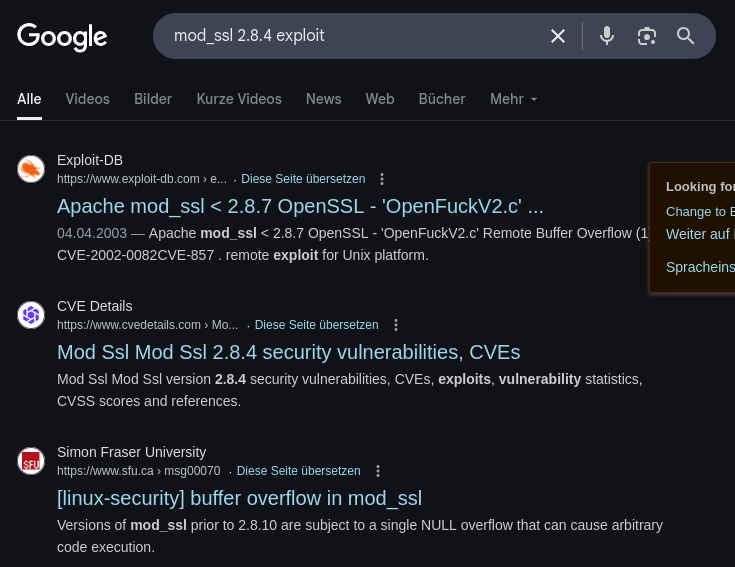 Google
mod_ssl 2.8.4 exploit
Alle Videos Bilder Kurze Videos News Web Bücher Mehr
Exploit-DB
https://www.exploit-db.com › e... · Diese Seite übersetzen
Apache mod_ssl < 2.8.7 OpenSSL - 'OpenFuckV2.c' ...
04.04.2003 — Apache mod_ssl < 2.8.7 OpenSSL - 'OpenFuckV2.c' Remote Buffer Overflow (1)
CVE-2002-0082CVE-857 . remote exploit for Unix platform.
Looking for
Change to E
Weiter auf
Spracheins
CVE Details
https://www.cvedetails.com › Mo... · Diese Seite übersetzen
Mod Ssl Mod Ssl 2.8.4 security vulnerabilities, CVEs
Mod Ssl Mod Ssl version 2.8.4 security vulnerabilities, CVEs, exploits, vulnerability statistics,
CVSS scores and references.
SFU
Simon Fraser University
https://www.sfu.ca › msg00070 · Diese Seite übersetzen
[linux-security] buffer overflow in mod_ssl
Versions of mod_ssl prior to 2.8.10 are subject to a single NULL overflow that can cause arbitrary
code execution.